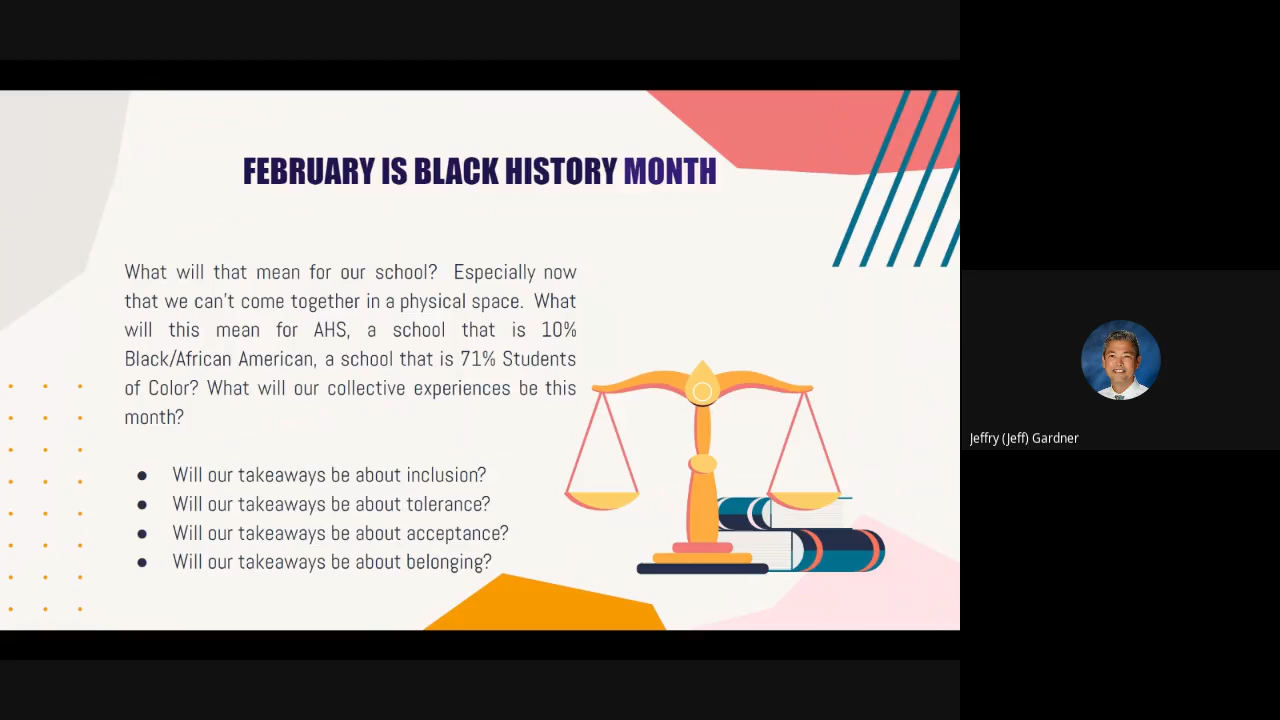 FEBRUARY IS BLACK HISTORY MONTH
What will that mean for our school? Especially now
that we can't come together in a physical space. What
will this mean for AHS, a school that is 10%
Black/African American, a school that is 71% Students
of Color? What will our collective experiences be this
month?
● Will our takeaways be about inclusion?
● Will our takeaways be about tolerance?
● Will our takeaways be about acceptance?
● Will our takeaways be about belonging?
Jeffry (Jeff) Gardner